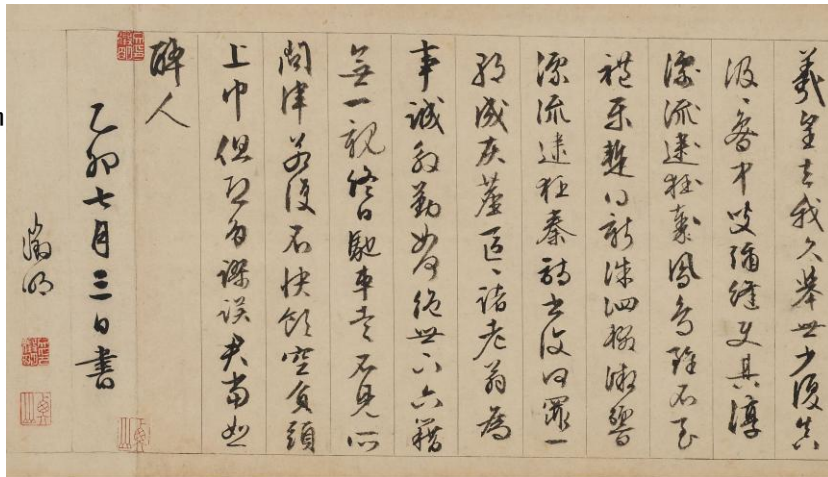 羲皇去我久舉世少復真
汲〻魯中叟彌縫使其淳
漂流逮狂秦鳳鳥雖不至
禮樂暫得新洙泗輟微響
漂流逮狂秦詩書復何罪一
朝成灰塵區〻諸老翁為
事誠殷勤如何絕世下六籍
無一親終日馳車走不見所
問津若復不快飲空負頭
上巾但恨多謬誤君當恕
醉人
乙卯七月三日書
徵明